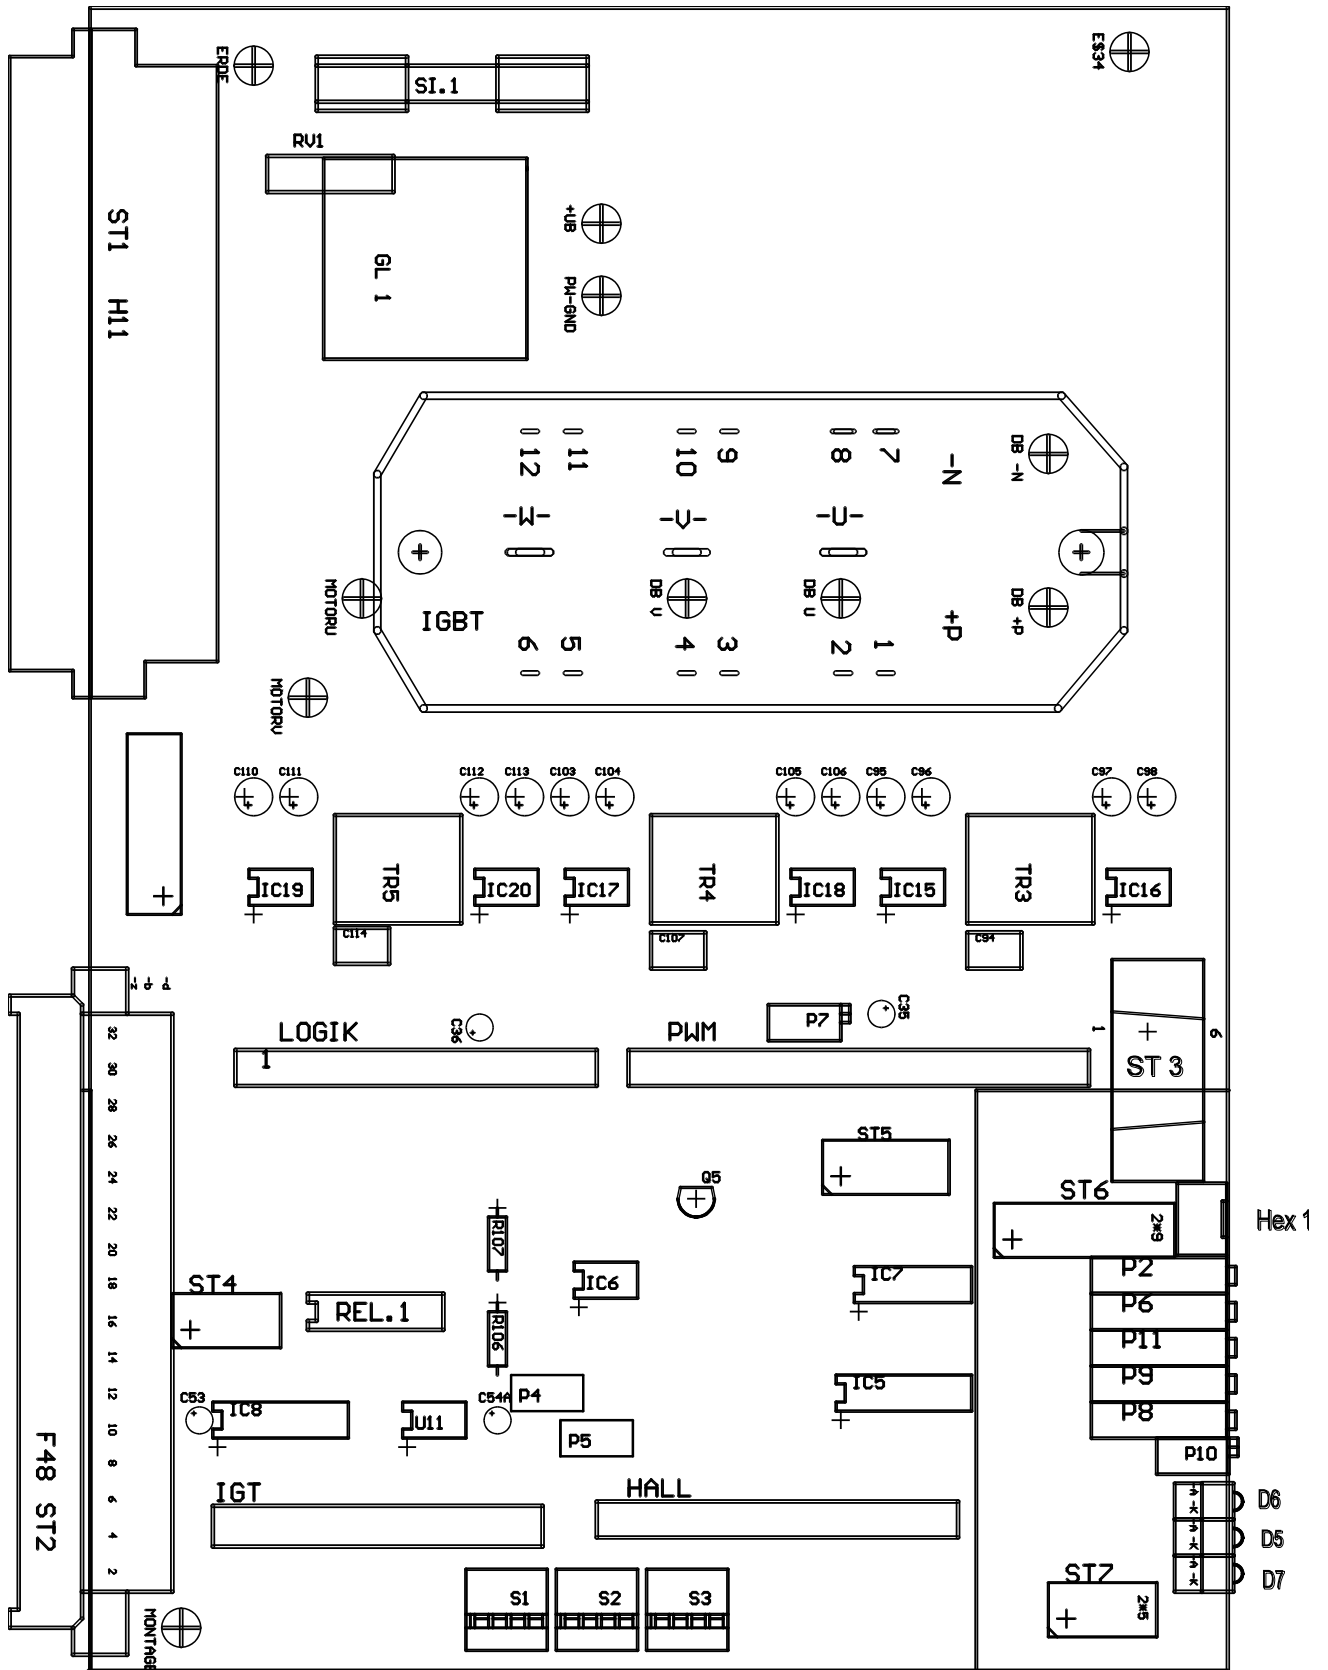 ERDE
E$34
SI.1
RV1
ST1 H11
+UB
GL 1
PW-GND
12
11
10
9
8
7
-N
DB -N
-W-
-V-
-U-
MOTORU
DB V
DB U
DB +P
IGBT
+P
6
5
4
3
2
1
MOTORV
C110
C111
C112
C113
C103
C104
C105
C106
C95
C96
C97
C98
TR5
TR4
TR3
IC19
IC20
IC17
IC18
IC15
IC16
C114
C107
C94
-z
-b
-d
C36
C35
P7
LOGIK
PWM
1
1
6
ST 3
32
30
28
26
24
22
20
18
16
14
12
10
8
6
4
2
ST5
Q5
ST6
2*9
Hex 1
R107
IC6
IC7
P2
ST4
REL.1
R106
P6
P11
P9
P8
P10
C53
IC8
U11
C54A
P4
P5
IC5
F48 ST2
IGT
HALL
-A
-K
D6
-A
-K
D5
-A
-K
D7
S1
S2
S3
ST7
2*5
MONTAGE